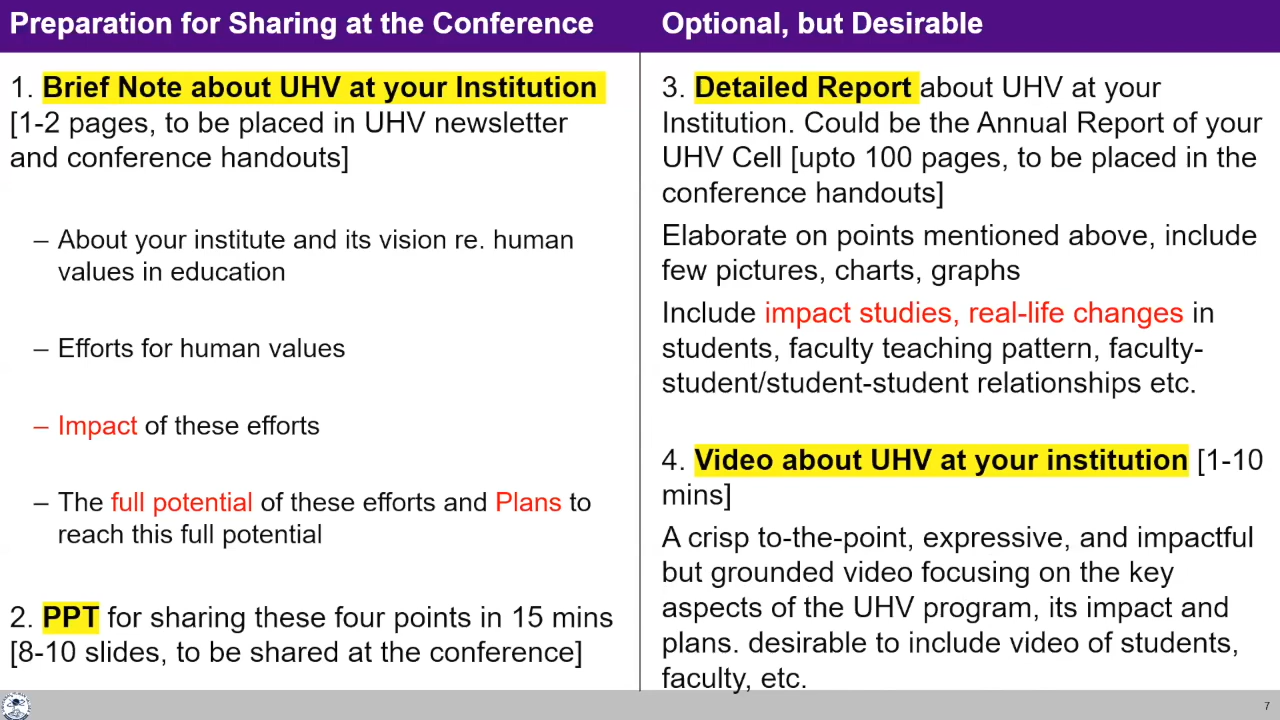 Preparation for Sharing at the Conference
1. Brief Note about UHV at your Institution
[1-2 pages, to be placed in UHV newsletter
and conference handouts]
– About your institute and its vision re. human
values in education
– Efforts for human values
– Impact of these efforts
– The full potential of these efforts and Plans to
reach this full potential
2. PPT for sharing these four points in 15 mins
[8-10 slides, to be shared at the conference]
Optional, but Desirable
3. Detailed Report about UHV at your
Institution. Could be the Annual Report of your
UHV Cell [upto 100 pages, to be placed in the
conference handouts]
Elaborate on points mentioned above, include
few pictures, charts, graphs
Include impact studies, real-life changes in
students, faculty teaching pattern, faculty-
student/student-student relationships etc.
4. Video about UHV at your institution [1-10
mins]
A crisp to-the-point, expressive, and impactful
but grounded video focusing on the key
aspects of the UHV program, its impact and
plans. desirable to include video of students,
faculty, etc.
7